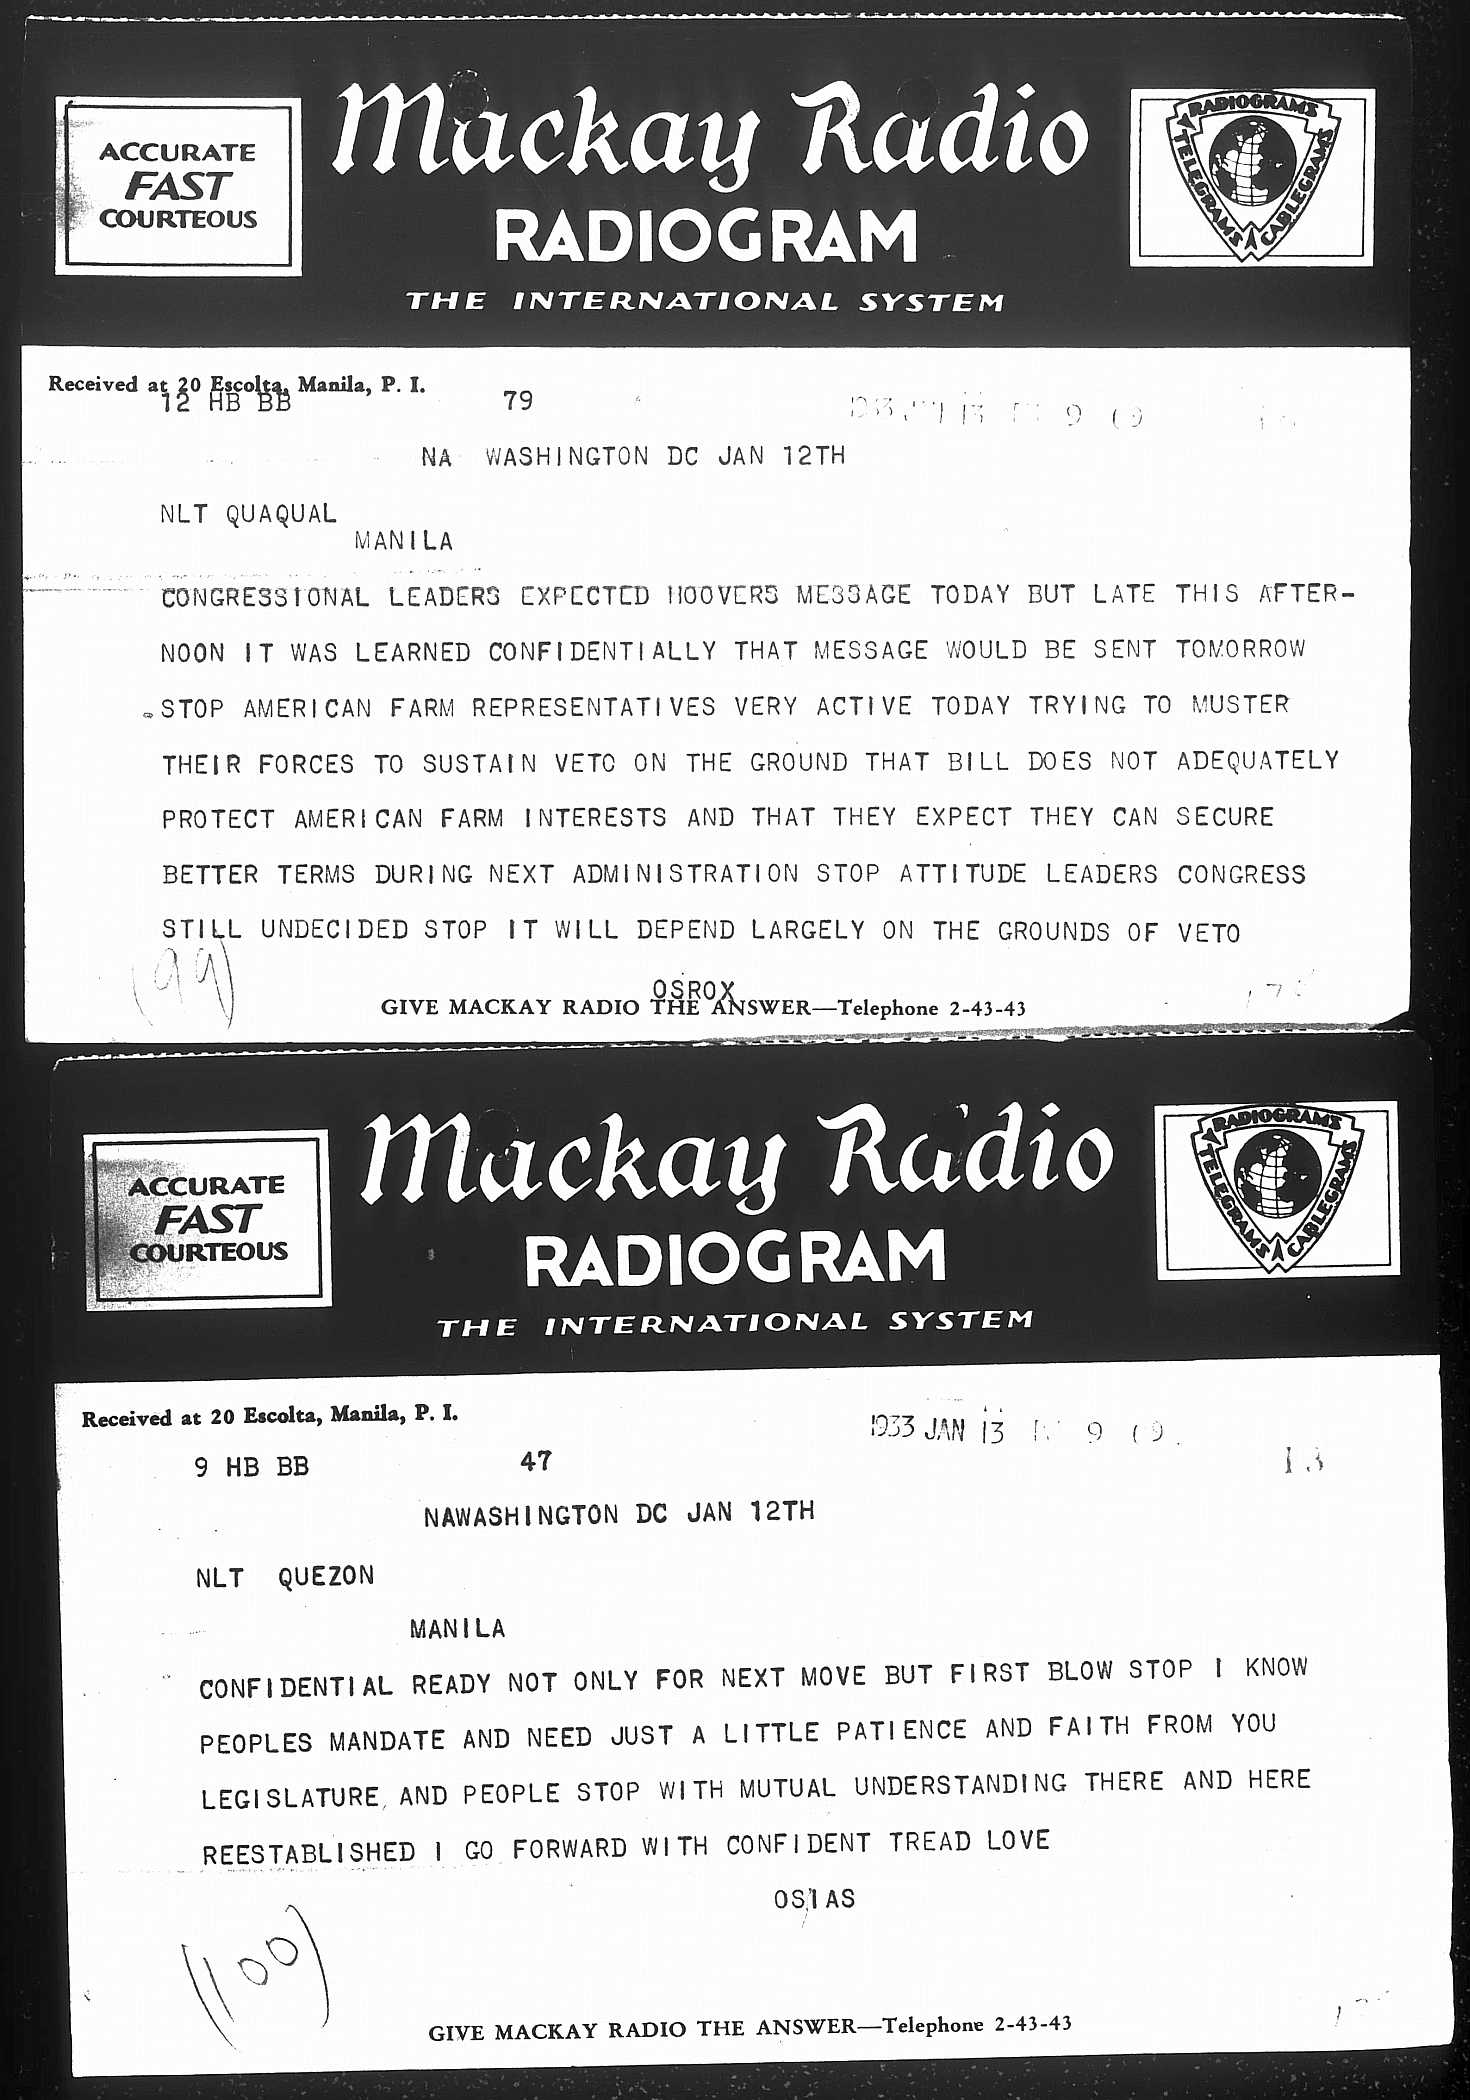 ACCURATE
FAST
COURTEOUS
Mackay Radio
RADIOGRAM
THE INTERNATIONAL SYSTEM
RADIOGRAMS
TELEGRAMS
CABLEGRAMS
Received at 20 Escolta, Manila, P. I.
12 HB BB 79
NA WASHINGTON DC JAN 12TH
NLT QUAQUAL
MANILA
CONGRESSIONAL LEADERS EXPECTED HOOVERS MESSAGE TODAY BUT LATE THIS AFTER-
NOON IT WAS LEARNED CONFIDENTIALLY THAT MESSAGE WOULD BE SENT TOMORROW
STOP AMERICAN FARM REPRESENTATIVES VERY ACTIVE TODAY TRYING TO MUSTER
THEIR FORCES TO SUSTAIN VETO ON THE GROUND THAT BILL DOES NOT ADEQUATELY
PROTECT AMERICAN FARM INTERESTS AND THAT THEY EXPECT THEY CAN SECURE
BETTER TERMS DURING NEXT ADMINISTRATION STOP ATTITUDE LEADERS CONGRESS
STILL UNDECIDED STOP IT WILL DEPEND LARGELY ON THE GROUNDS OF VETO
(99)
OSROX
GIVE MACKAY RADIO THE ANSWER—Telephone 2-43-43
ACCURATE
FAST
COURTEOUS
Mackay Radio
RADIOGRAM
THE INTERNATIONAL SYSTEM
RADIOGRAMS
TELEGRAMS
CABLEGRAMS
Received at 20 Escolta, Manila, P. I.
1933 JAN 13 9
9 HB BB 47
13
NAWASHINGTON DC JAN 12TH
NLT QUEZON
MANILA
CONFIDENTIAL READY NOT ONLY FOR NEXT MOVE BUT FIRST BLOW STOP I KNOW
PEOPLES MANDATE AND NEED JUST A LITTLE PATIENCE AND FAITH FROM YOU
LEGISLATURE, AND PEOPLE STOP WITH MUTUAL UNDERSTANDING THERE AND HERE
REESTABLISHED I GO FORWARD WITH CONFIDENT TREAD LOVE
OSIAS
(100)
GIVE MACKAY RADIO THE ANSWER—Telephone 2-43-43